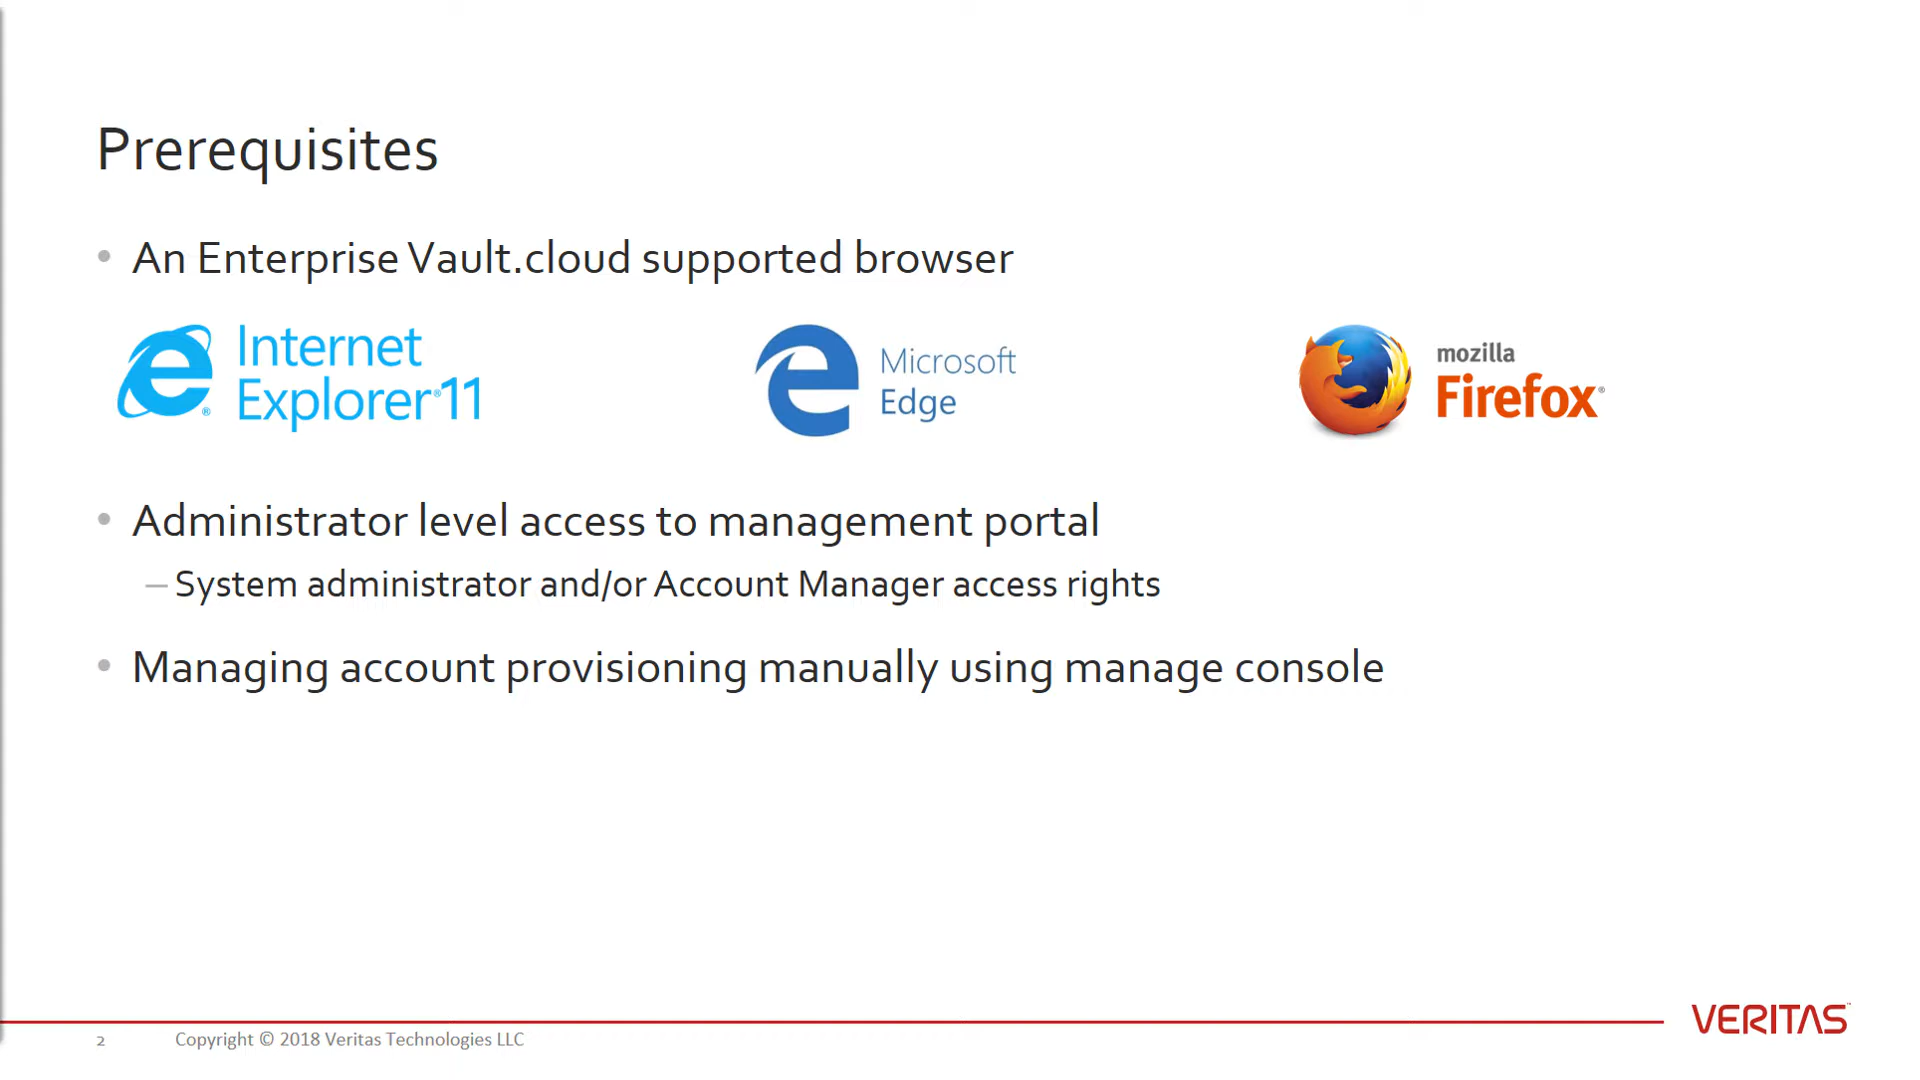 Prerequisites
• An Enterprise Vault.cloud supported browser
Internet
Explorer®11
®
Microsoft
Edge
mozilla
Firefox®
• Administrator level access to management portal
– System administrator and/or Account Manager access rights
• Managing account provisioning manually using manage console
VERITAS™
2
Copyright © 2018 Veritas Technologies LLC